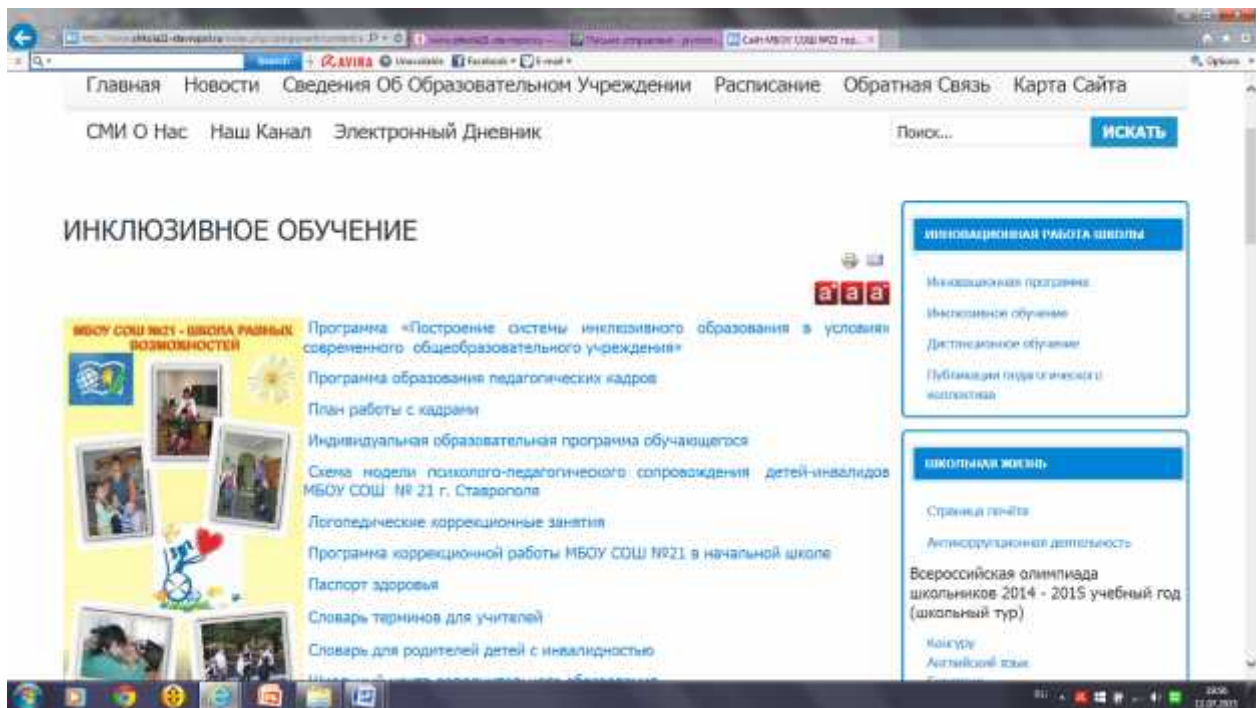 AVIRA Facebook E-mail
Options
Главная Новости Сведения Об Образовательном Учреждении Расписание Обратная Связь Карта Сайта
СМИ О Нас Наш Канал Электронный Дневник
Поиск...
ИСКАТЬ
ИНКЛЮЗИВНОЕ ОБУЧЕНИЕ
МБОУ СОШ №21 - ШКОЛА РАВНЫХ
ВОЗМОЖНОСТЕЙ
Программа «Построение системы инклюзивного образования в условиях
современного общеобразовательного учреждения»
Программа образования педагогических кадров
План работы с кадрами
Индивидуальная образовательная программа обучающегося
Схема модели психолого-педагогического сопровождения детей-инвалидов
МБОУ СОШ № 21 г. Ставрополя
Логопедические коррекционные занятия
Программа коррекционной работы МБОУ СОШ №21 в начальной школе
Паспорт здоровья
Словарь терминов для учителей
Словарь для родителей детей с инвалидностью
ИННОВАЦИОННАЯ РАБОТА ШКОЛЫ
Инновационная программа
Инклюзивное обучение
Дистанционное обучение
Публикации педагогического
коллектива
ШКОЛЬНАЯ ЖИЗНЬ
Страница почёта
Антикоррупционная деятельность
Всероссийская олимпиада
школьников 2014 - 2015 учебный год
(школьный тур)
Кенгуру
Английский язык